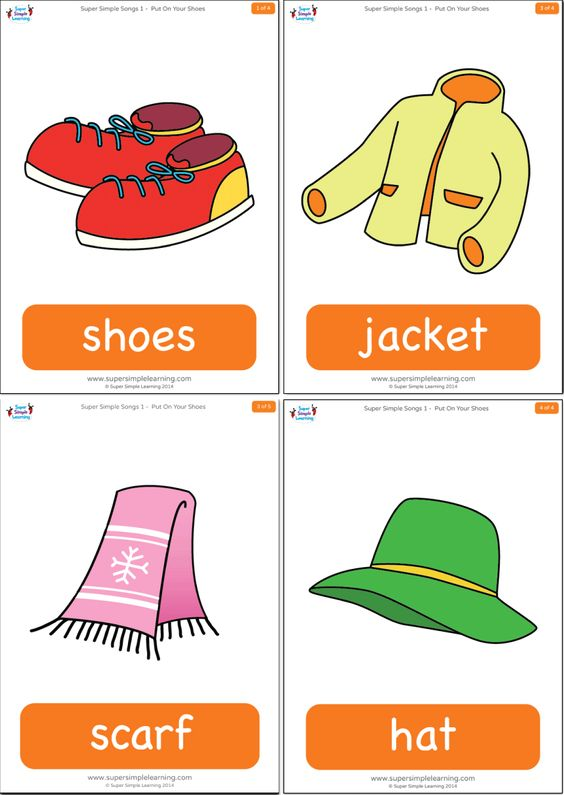 Super Simple Learning
Super Simple Songs 1 - Put On Your Shoes
1 of 4
shoes
www.supersimplelearning.com
© Super Simple Learning 2014
Super Simple Learning
Super Simple Songs 1 - Put On Your Shoes
3 of 4
jacket
www.supersimplelearning.com
© Super Simple Learning 2014
Super Simple Learning
Super Simple Songs 1 - Put On Your Shoes
3 of 5
scarf
www.supersimplelearning.com
© Super Simple Learning 2014
Super Simple Learning
Super Simple Songs 1 - Put On Your Shoes
4 of 4
hat
www.supersimplelearning.com
© Super Simple Learning 2014